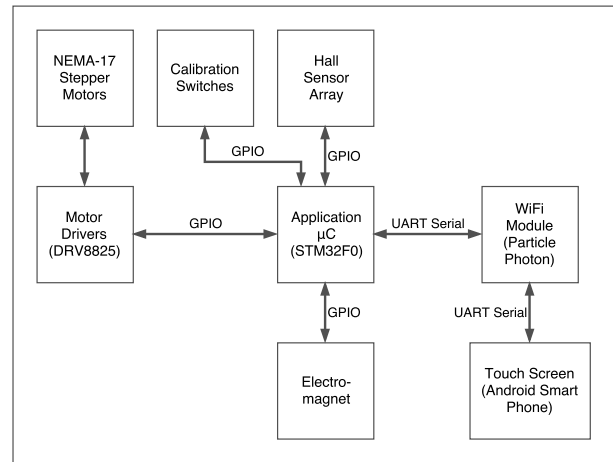 NEMA-17
Stepper
Motors
Calibration
Switches
Hall
Sensor
Array
GPIO
GPIO
Motor
Drivers
(DRV8825)
GPIO
Application
µC
(STM32F0)
UART Serial
WiFi
Module
(Particle
Photon)
GPIO
UART Serial
Electro-
magnet
Touch Screen
(Android Smart
Phone)